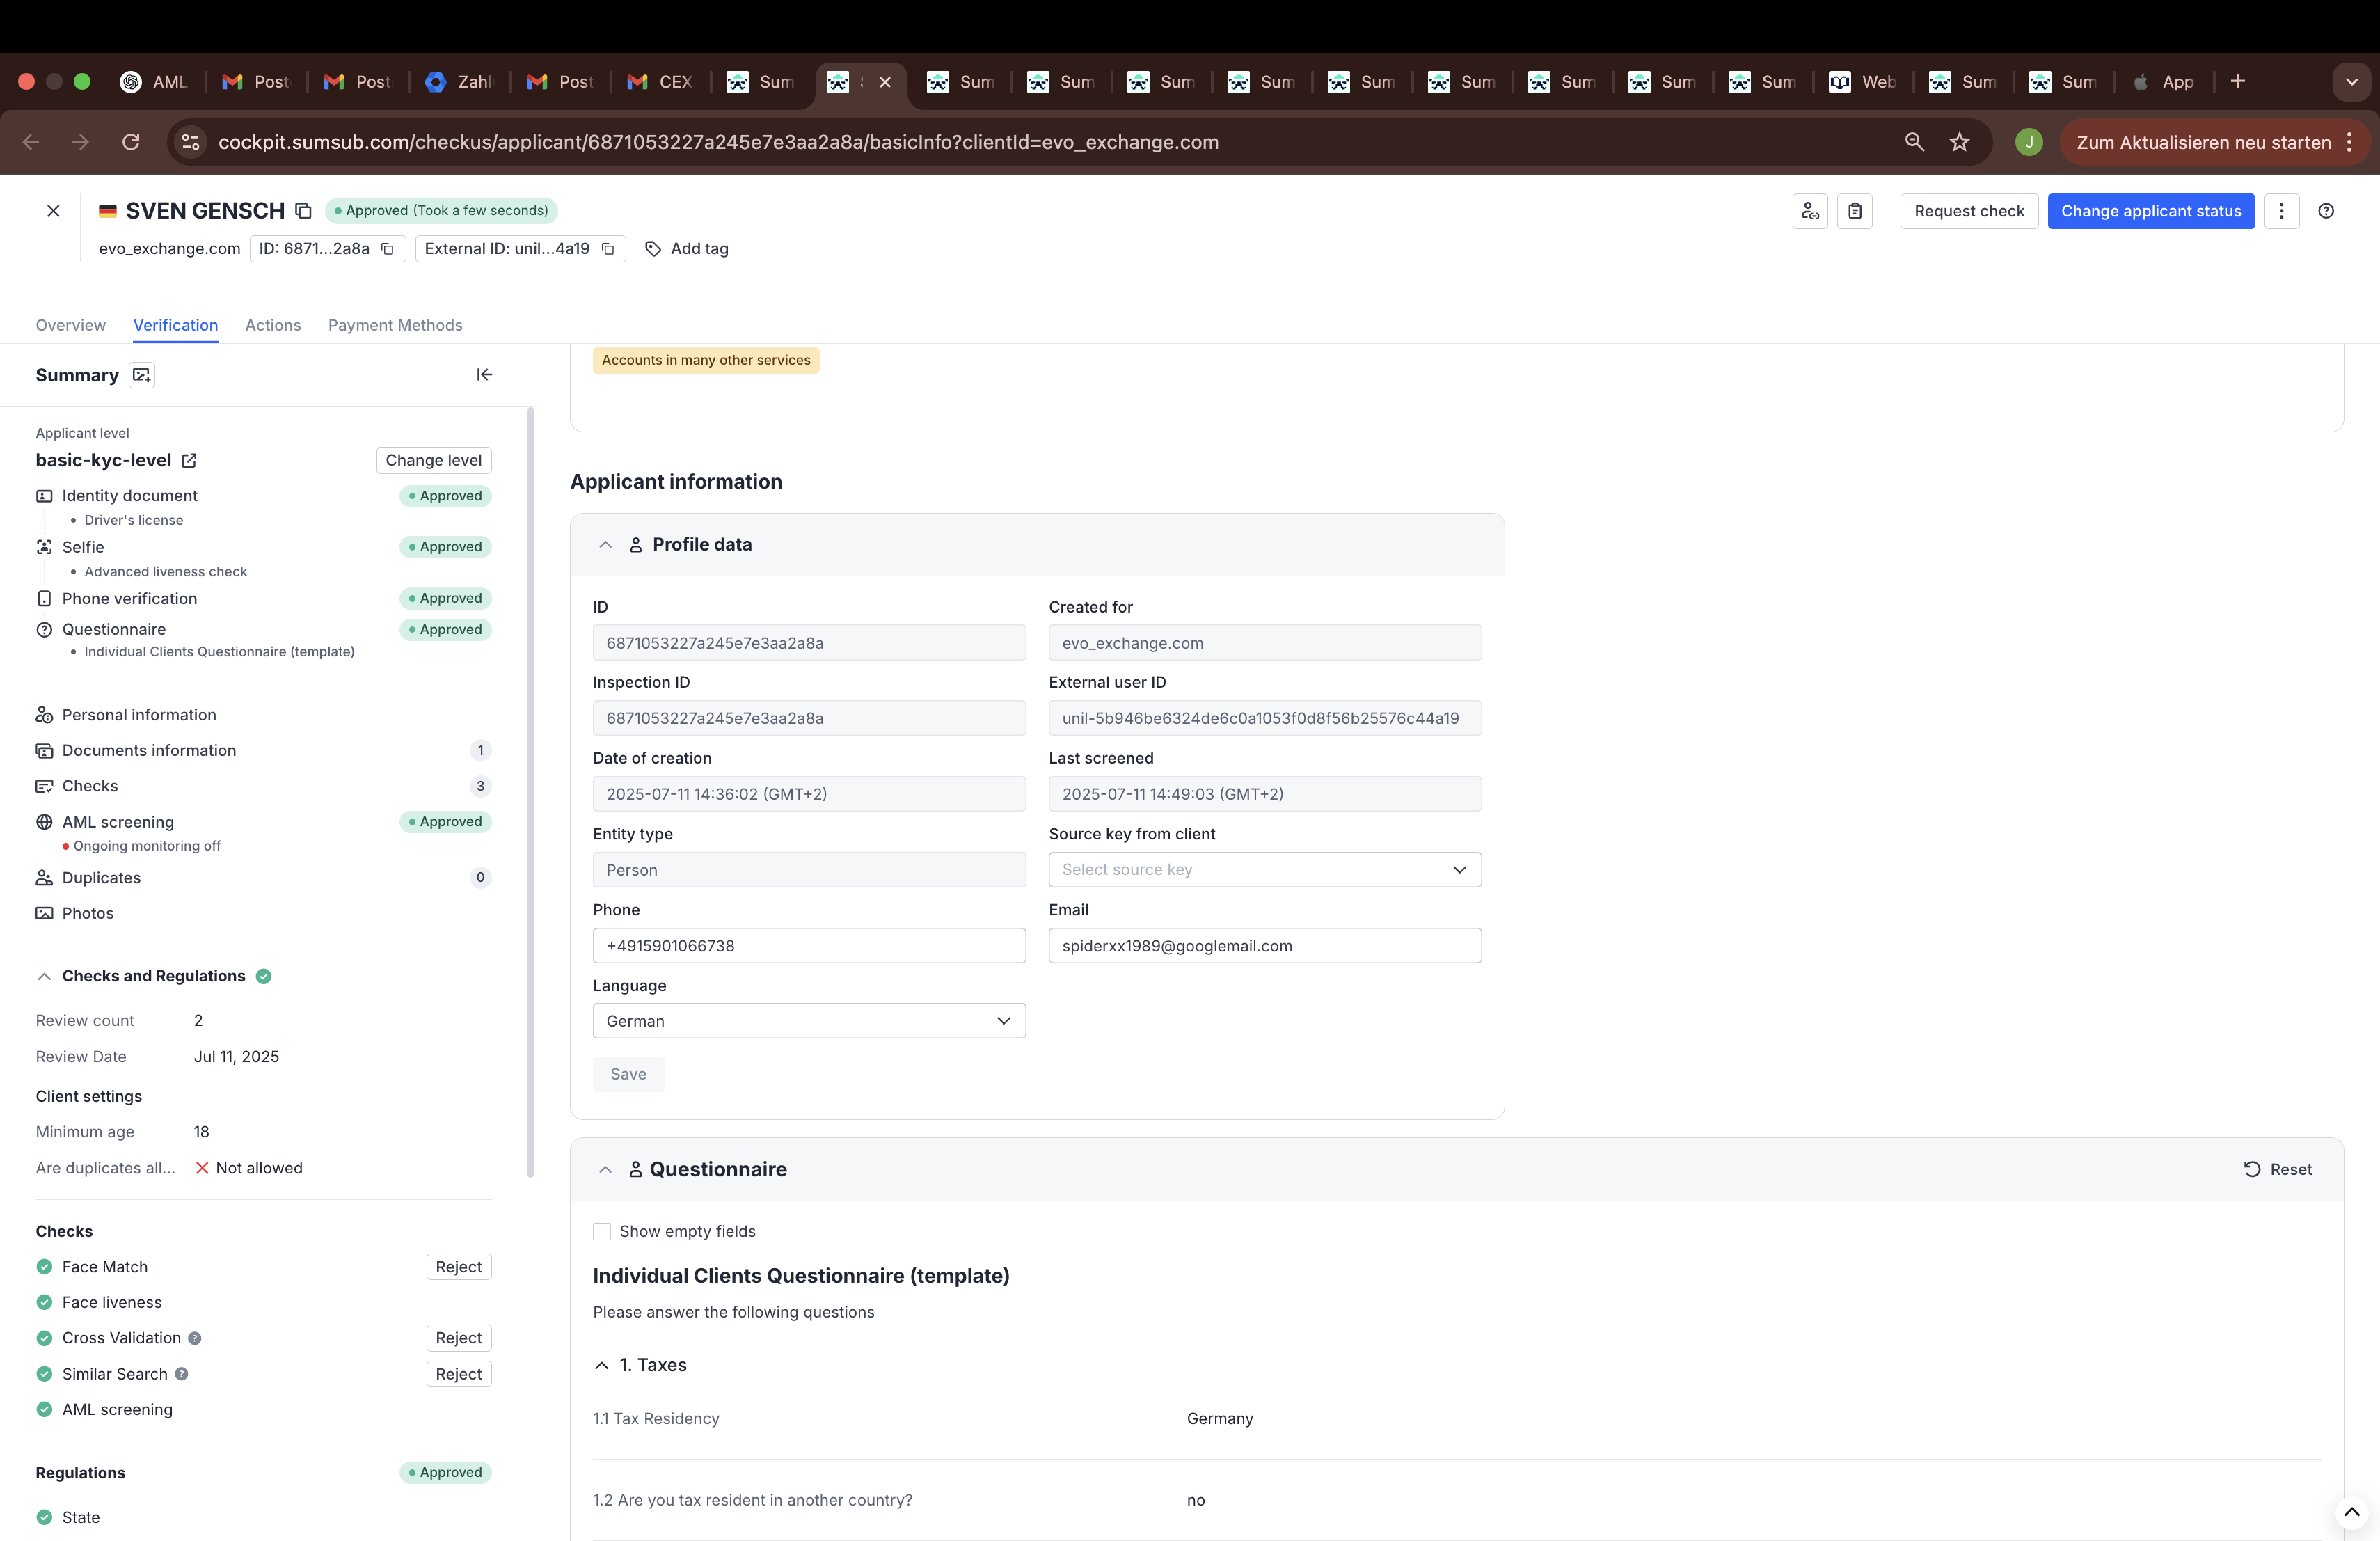 AML
Post
Post
Zahl
Post
CEX
Sum
Sum
Sum
Sum
Sum
Sum
Sum
Sum
Sum
Sum
Web
Sum
Sum
App
cockpit.sumsub.com/checkus/applicant/6871053227a245e7e3aa2a8a/basicInfo?clientId=evo_exchange.com
J
Zum Aktualisieren neu starten
SVEN GENSCH
Approved (Took a few seconds)
Request check
Change applicant status
evo_exchange.com
ID: 6871...2a8a
External ID: unil...4a19
Add tag
Overview
Verification
Actions
Payment Methods
Summary
Applicant level
basic-kyc-level
Change level
Identity document
Approved
• Driver's license
Selfie
Approved
• Advanced liveness check
Phone verification
Approved
Questionnaire
Approved
• Individual Clients Questionnaire (template)
Personal information
Documents information
1
Checks
3
AML screening
Approved
Ongoing monitoring off
Duplicates
0
Photos
Checks and Regulations
Review count
2
Review Date
Jul 11, 2025
Client settings
Minimum age
18
Are duplicates all...
Not allowed
Checks
Face Match
Reject
Face liveness
Cross Validation
Reject
Similar Search
Reject
AML screening
Regulations
Approved
State
Accounts in many other services
Applicant information
Profile data
ID
Created for
6871053227a245e7e3aa2a8a
evo_exchange.com
Inspection ID
External user ID
6871053227a245e7e3aa2a8a
unil-5b946be6324de6c0a1053f0d8f56b25576c44a19
Date of creation
Last screened
2025-07-11 14:36:02 (GMT+2)
2025-07-11 14:49:03 (GMT+2)
Entity type
Source key from client
Person
Select source key
Phone
Email
+4915901066738
spiderxx1989@googlemail.com
Language
German
Save
Questionnaire
Reset
Show empty fields
Individual Clients Questionnaire (template)
Please answer the following questions
1. Taxes
1.1 Tax Residency
Germany
1.2 Are you tax resident in another country?
no